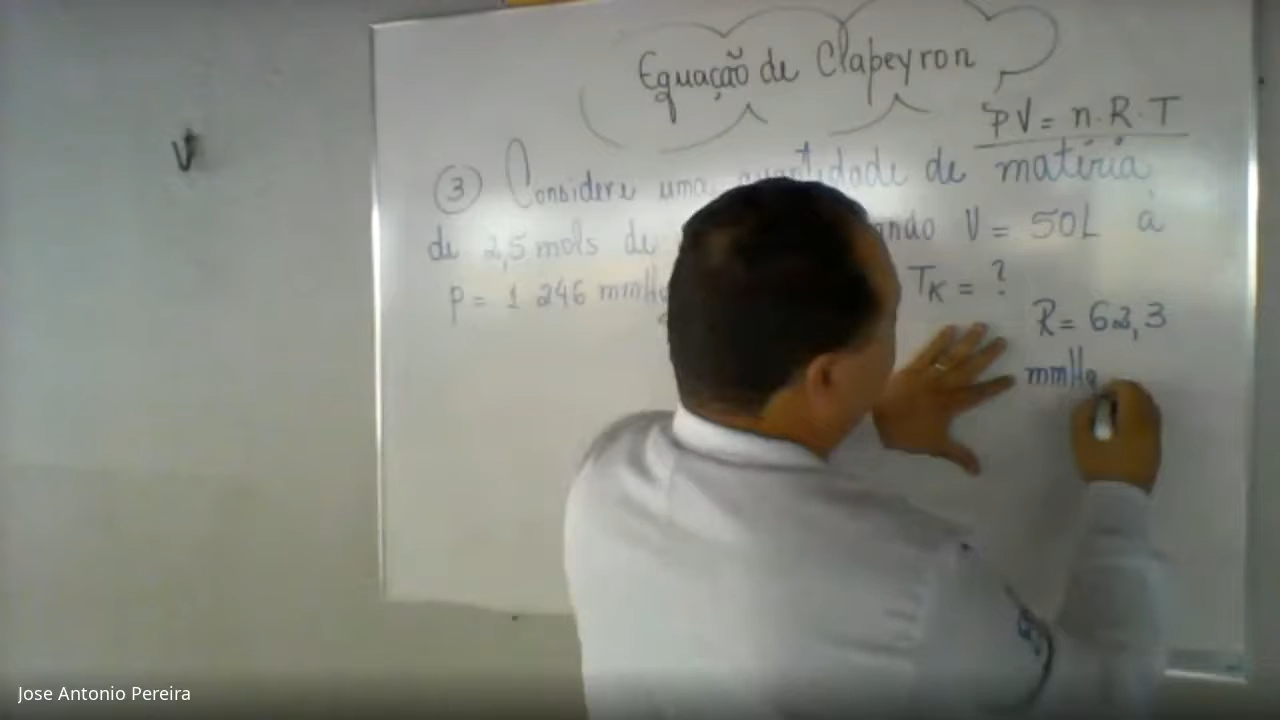 Equação de Clapeyron
PV = n.R.T
③ Considere uma quantidade de matéria
de 2,5 mols de ando V = 50L à
P = 1 246 mmHg TK = ?
R = 62,3
mmHg
V
Jose Antonio Pereira